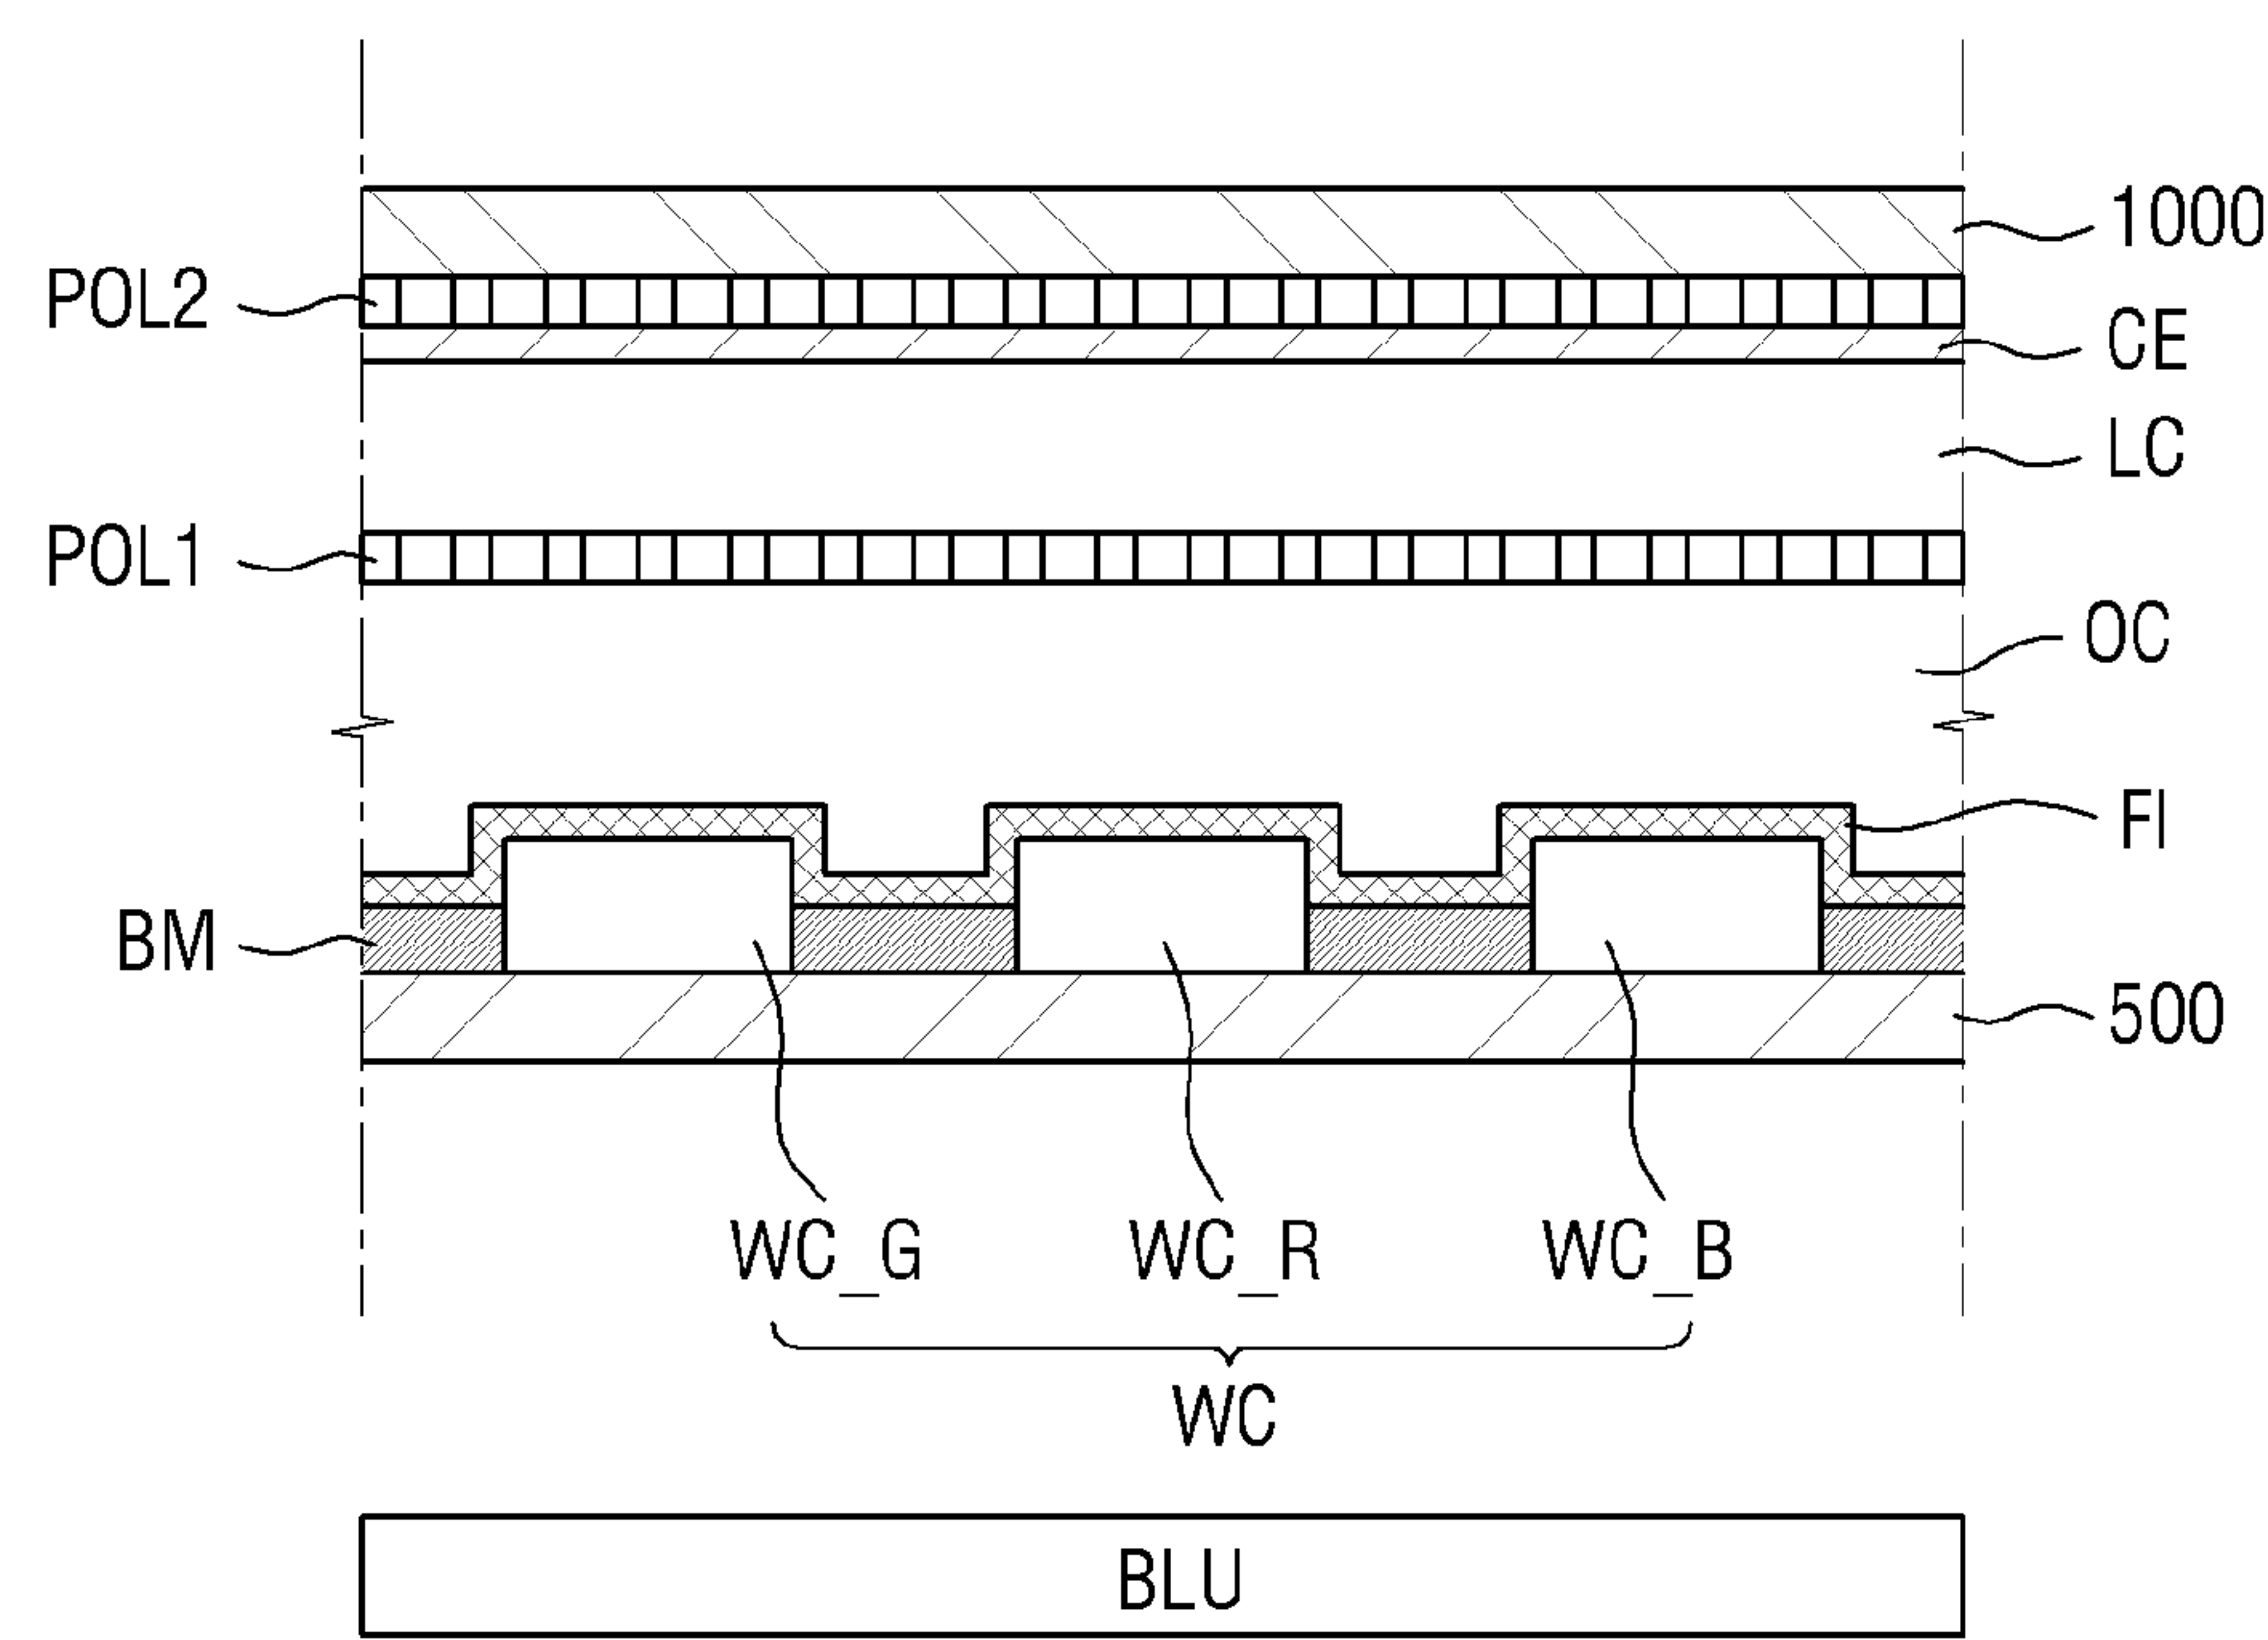 1000
POL2
CE
LC
POL1
OC
FI
BM
500
WC_G WC_R WC_B
WC
BLU